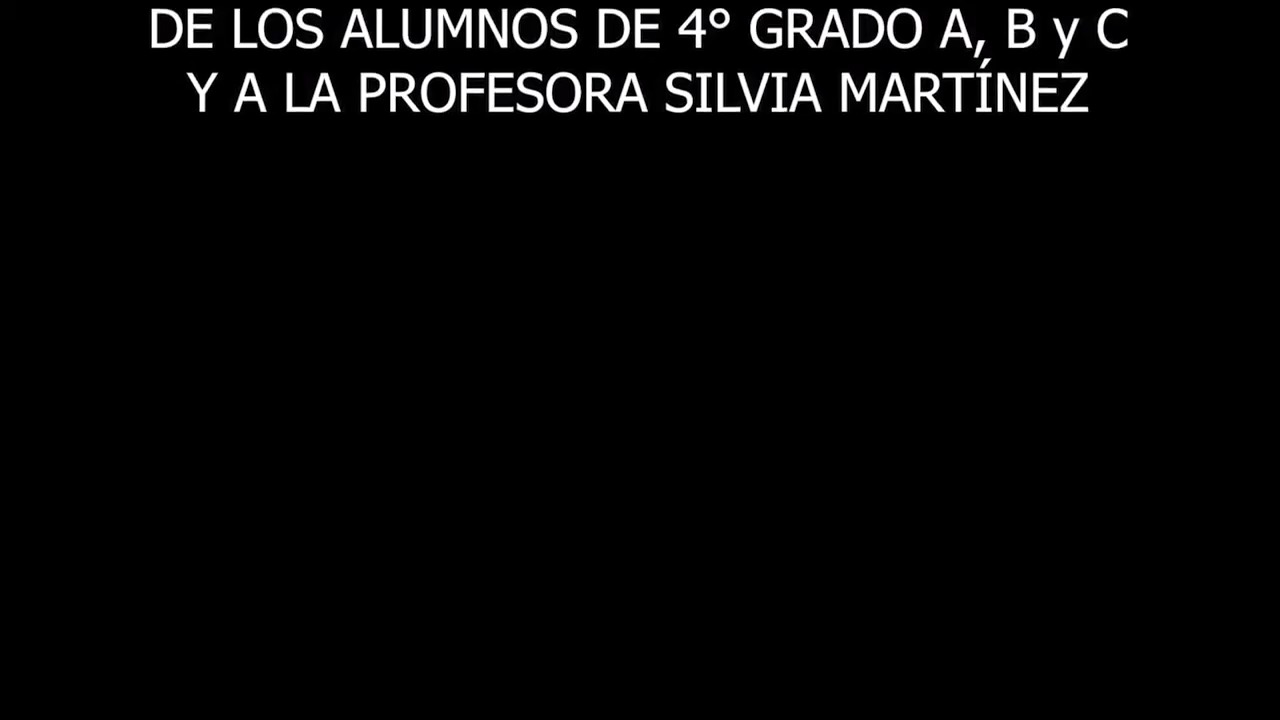 DE LOS ALUMNOS DE 4° GRADO A, B y C
Y A LA PROFESORA SILVIA MARTÍNEZ